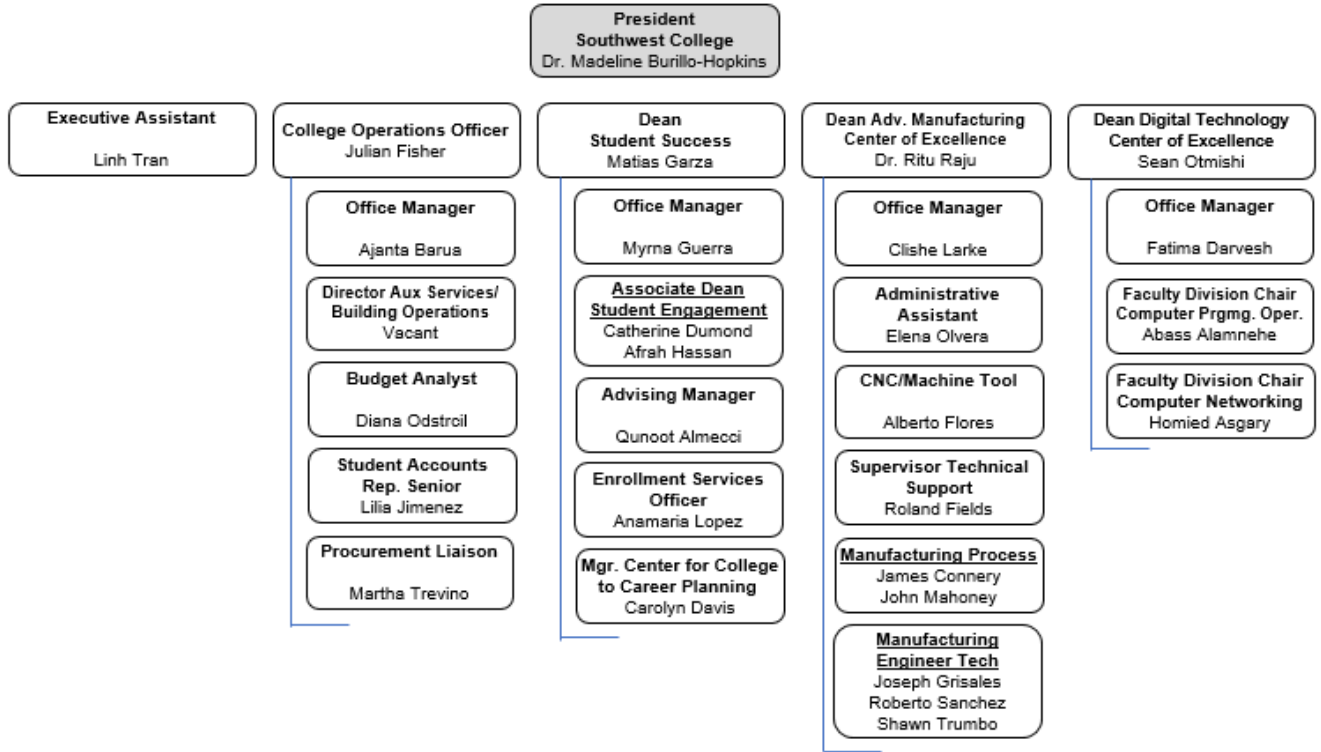 President
Southwest College
Dr. Madeline Burillo-Hopkins
Executive Assistant
Linh Tran
College Operations Officer
Julian Fisher
Office Manager
Ajanta Barua
Director Aux Services/
Building Operations
Vacant
Budget Analyst
Diana Odstrcil
Student Accounts
Rep. Senior
Lilia Jimenez
Procurement Liaison
Martha Trevino
Dean
Student Success
Matias Garza
Office Manager
Myrna Guerra
Associate Dean
Student Engagement
Catherine Dumond
Afrah Hassan
Advising Manager
Qunoot Almecci
Enrollment Services
Officer
Anamaria Lopez
Mgr. Center for College
to Career Planning
Carolyn Davis
Dean Adv. Manufacturing
Center of Excellence
Dr. Ritu Raju
Office Manager
Clishe Larke
Administrative
Assistant
Elena Olvera
CNC/Machine Tool
Alberto Flores
Supervisor Technical
Support
Roland Fields
Manufacturing Process
James Connery
John Mahoney
Manufacturing
Engineer Tech
Joseph Grisales
Roberto Sanchez
Shawn Trumbo
Dean Digital Technology
Center of Excellence
Sean Otmishi
Office Manager
Fatima Darvesh
Faculty Division Chair
Computer Prgmg. Oper.
Abass Alamnehe
Faculty Division Chair
Computer Networking
Homied Asgary